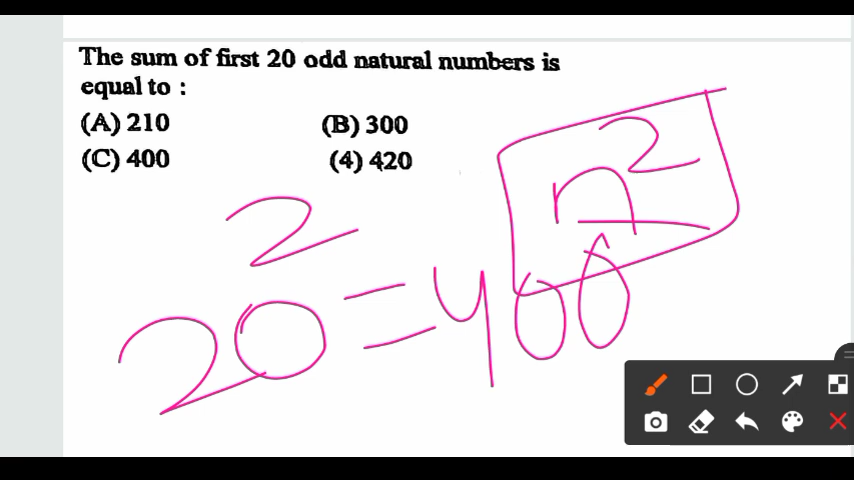 The sum of first 20 odd natural numbers is
equal to :
(A) 210 (B) 300
(C) 400 (4) 420
n²
20² = 400